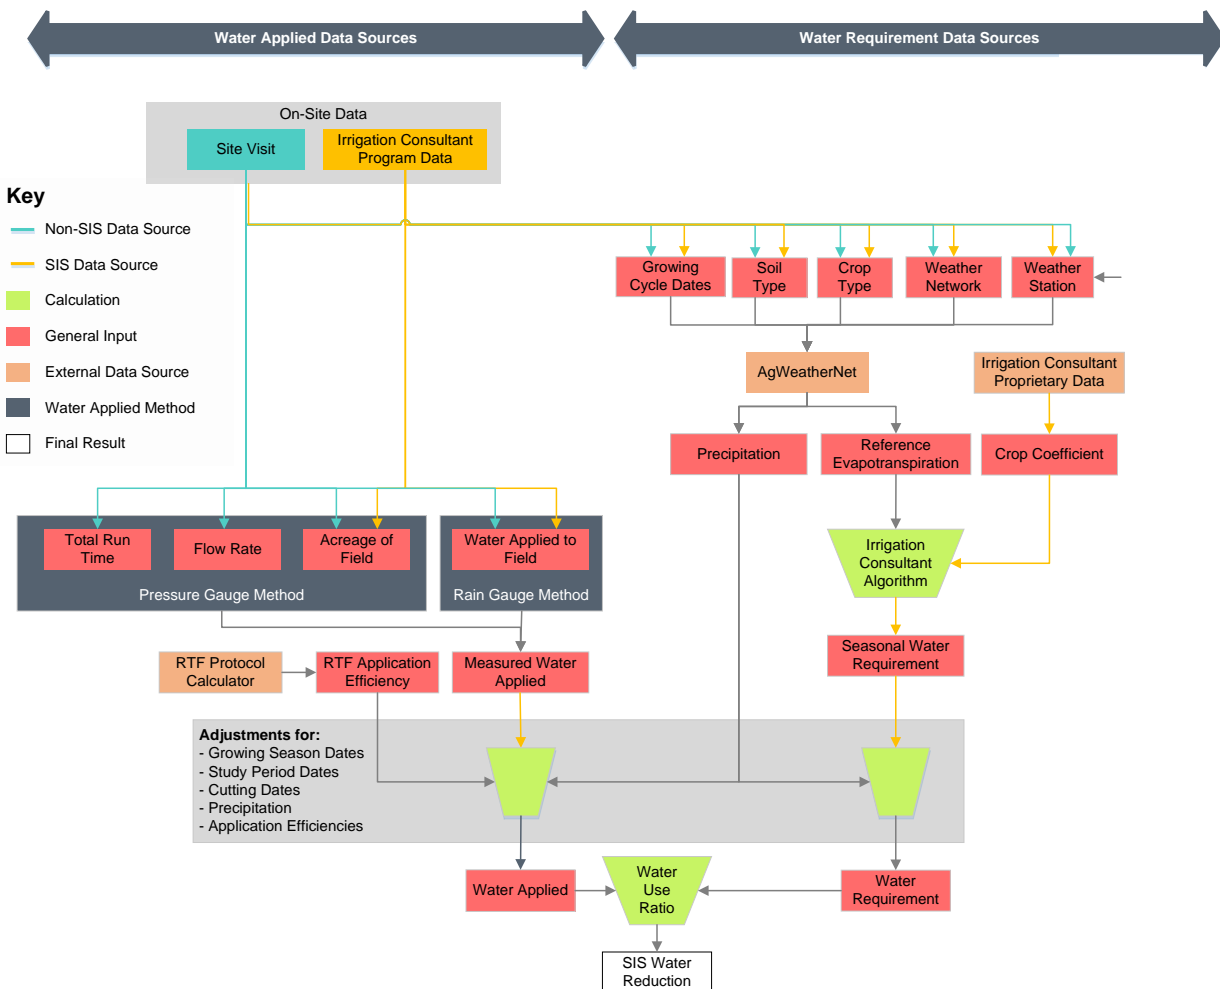 Water Applied Data Sources
Water Requirement Data Sources
On-Site Data
Site Visit
Irrigation Consultant
Program Data
Key
Non-SIS Data Source
SIS Data Source
Calculation
General Input
External Data Source
Water Applied Method
Final Result
Growing
Cycle Dates
Soil
Type
Crop
Type
Weather
Network
Weather
Station
AgWeatherNet
Irrigation Consultant
Proprietary Data
Precipitation
Reference
Evapotranspiration
Crop Coefficient
Total Run
Time
Flow Rate
Acreage of
Field
Water Applied to
Field
Pressure Gauge Method
Rain Gauge Method
Irrigation
Consultant
Algorithm
RTF Protocol
Calculator
RTF Application
Efficiency
Measured Water
Applied
Seasonal Water
Requirement
Adjustments for:
- Growing Season Dates
- Study Period Dates
- Cutting Dates
- Precipitation
- Application Efficiencies
Water Applied
Water
Use
Ratio
Water
Requirement
SIS Water
Reduction